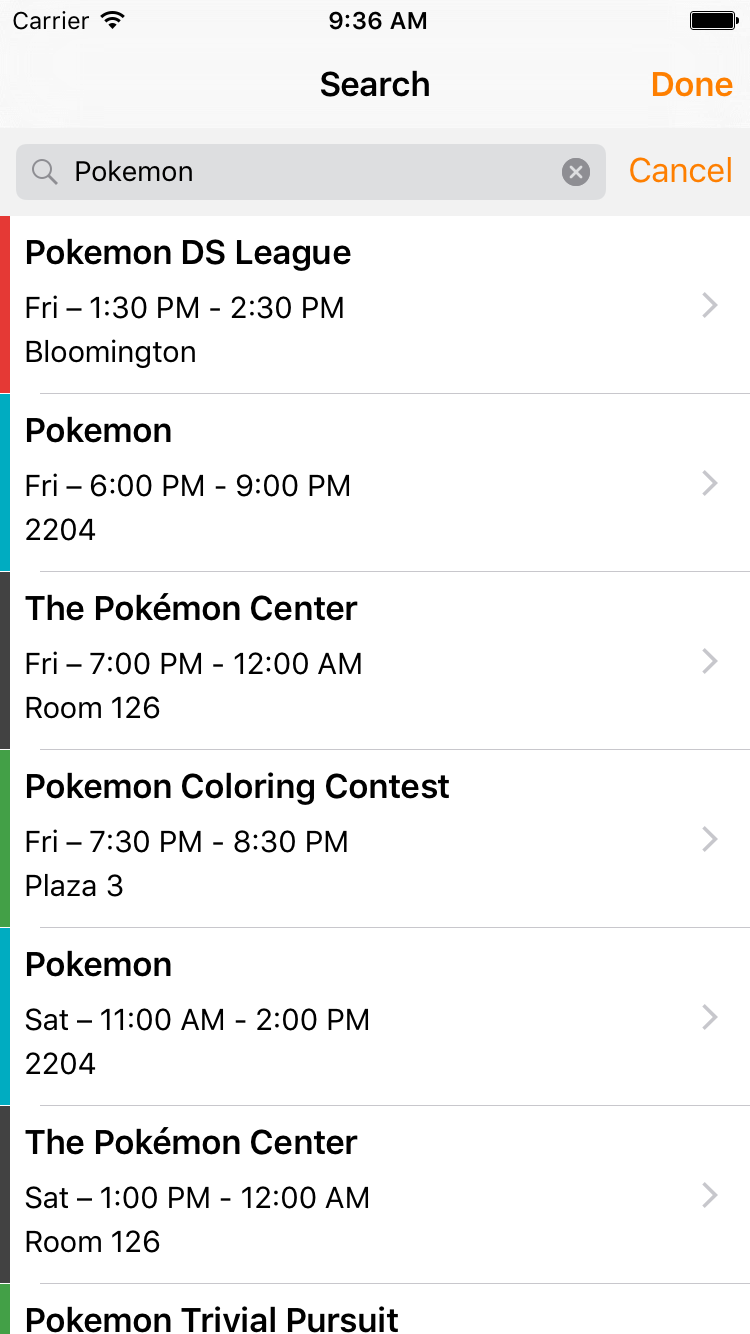 Carrier 9:36 AM
Search Done
Pokemon Cancel
Pokemon DS League
Fri – 1:30 PM - 2:30 PM
Bloomington
Pokemon
Fri – 6:00 PM - 9:00 PM
2204
The Pokémon Center
Fri – 7:00 PM - 12:00 AM
Room 126
Pokemon Coloring Contest
Fri – 7:30 PM - 8:30 PM
Plaza 3
Pokemon
Sat – 11:00 AM - 2:00 PM
2204
The Pokémon Center
Sat – 1:00 PM - 12:00 AM
Room 126
Pokemon Trivial Pursuit